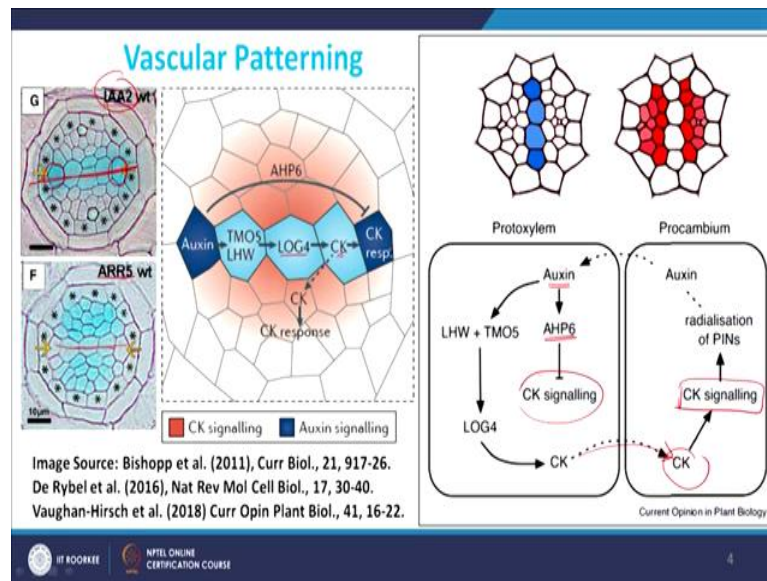 Vascular Patterning
G
IAA2 wt
F
ARR5 wt
10µm
AHP6
Auxin
TMO5
LHW
LOG4
CK
CK
resp.
CK
CK response
CK signalling
Auxin signalling
Protoxylem
Procambium
Auxin
LHW + TMO5
AHP6
CK signalling
LOG4
CK
Auxin
radialisation
of PINs
CK signalling
CK
Current Opinion in Plant Biology
Image Source: Bishopp et al. (2011), Curr Biol., 21, 917-26.
De Rybel et al. (2016), Nat Rev Mol Cell Biol., 17, 30-40.
Vaughan-Hirsch et al. (2018) Curr Opin Plant Biol., 41, 16-22.
IIT ROORKEE
NPTEL ONLINE
CERTIFICATION COURSE
4